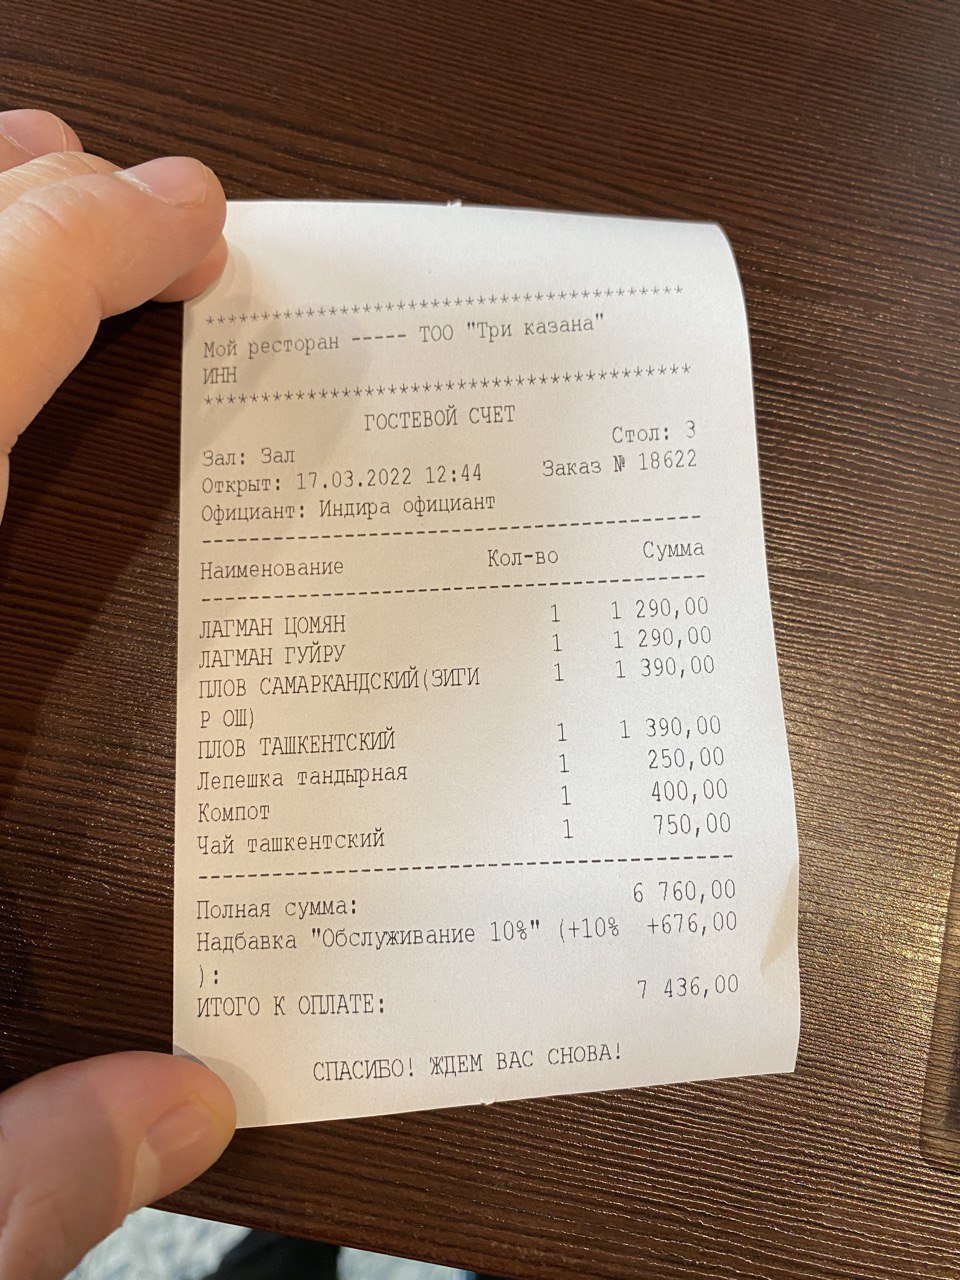 ****************************************
Мой ресторан ----- ТОО "Три казана"
ИНН
****************************************
ГОСТЕВОЙ СЧЕТ
Зал: Зал Стол: 3
Открыт: 17.03.2022 12:44 Заказ № 18622
Официант: Индира официант
----------------------------------------
Наименование Кол-во Сумма
----------------------------------------
ЛАГМАН ЦОМЯН 1 1 290,00
ЛАГМАН ГУЙРУ 1 1 290,00
ПЛОВ САМАРКАНДСКИЙ(ЗИГИ 1 1 390,00
Р ОШ)
ПЛОВ ТАШКЕНТСКИЙ 1 1 390,00
Лепешка тандырная 1 250,00
Компот 1 400,00
Чай ташкентский 1 750,00
----------------------------------------
Полная сумма: 6 760,00
Надбавка "Обслуживание 10%" (+10% +676,00
):
ИТОГО К ОПЛАТЕ: 7 436,00
СПАСИБО! ЖДЕМ ВАС СНОВА!